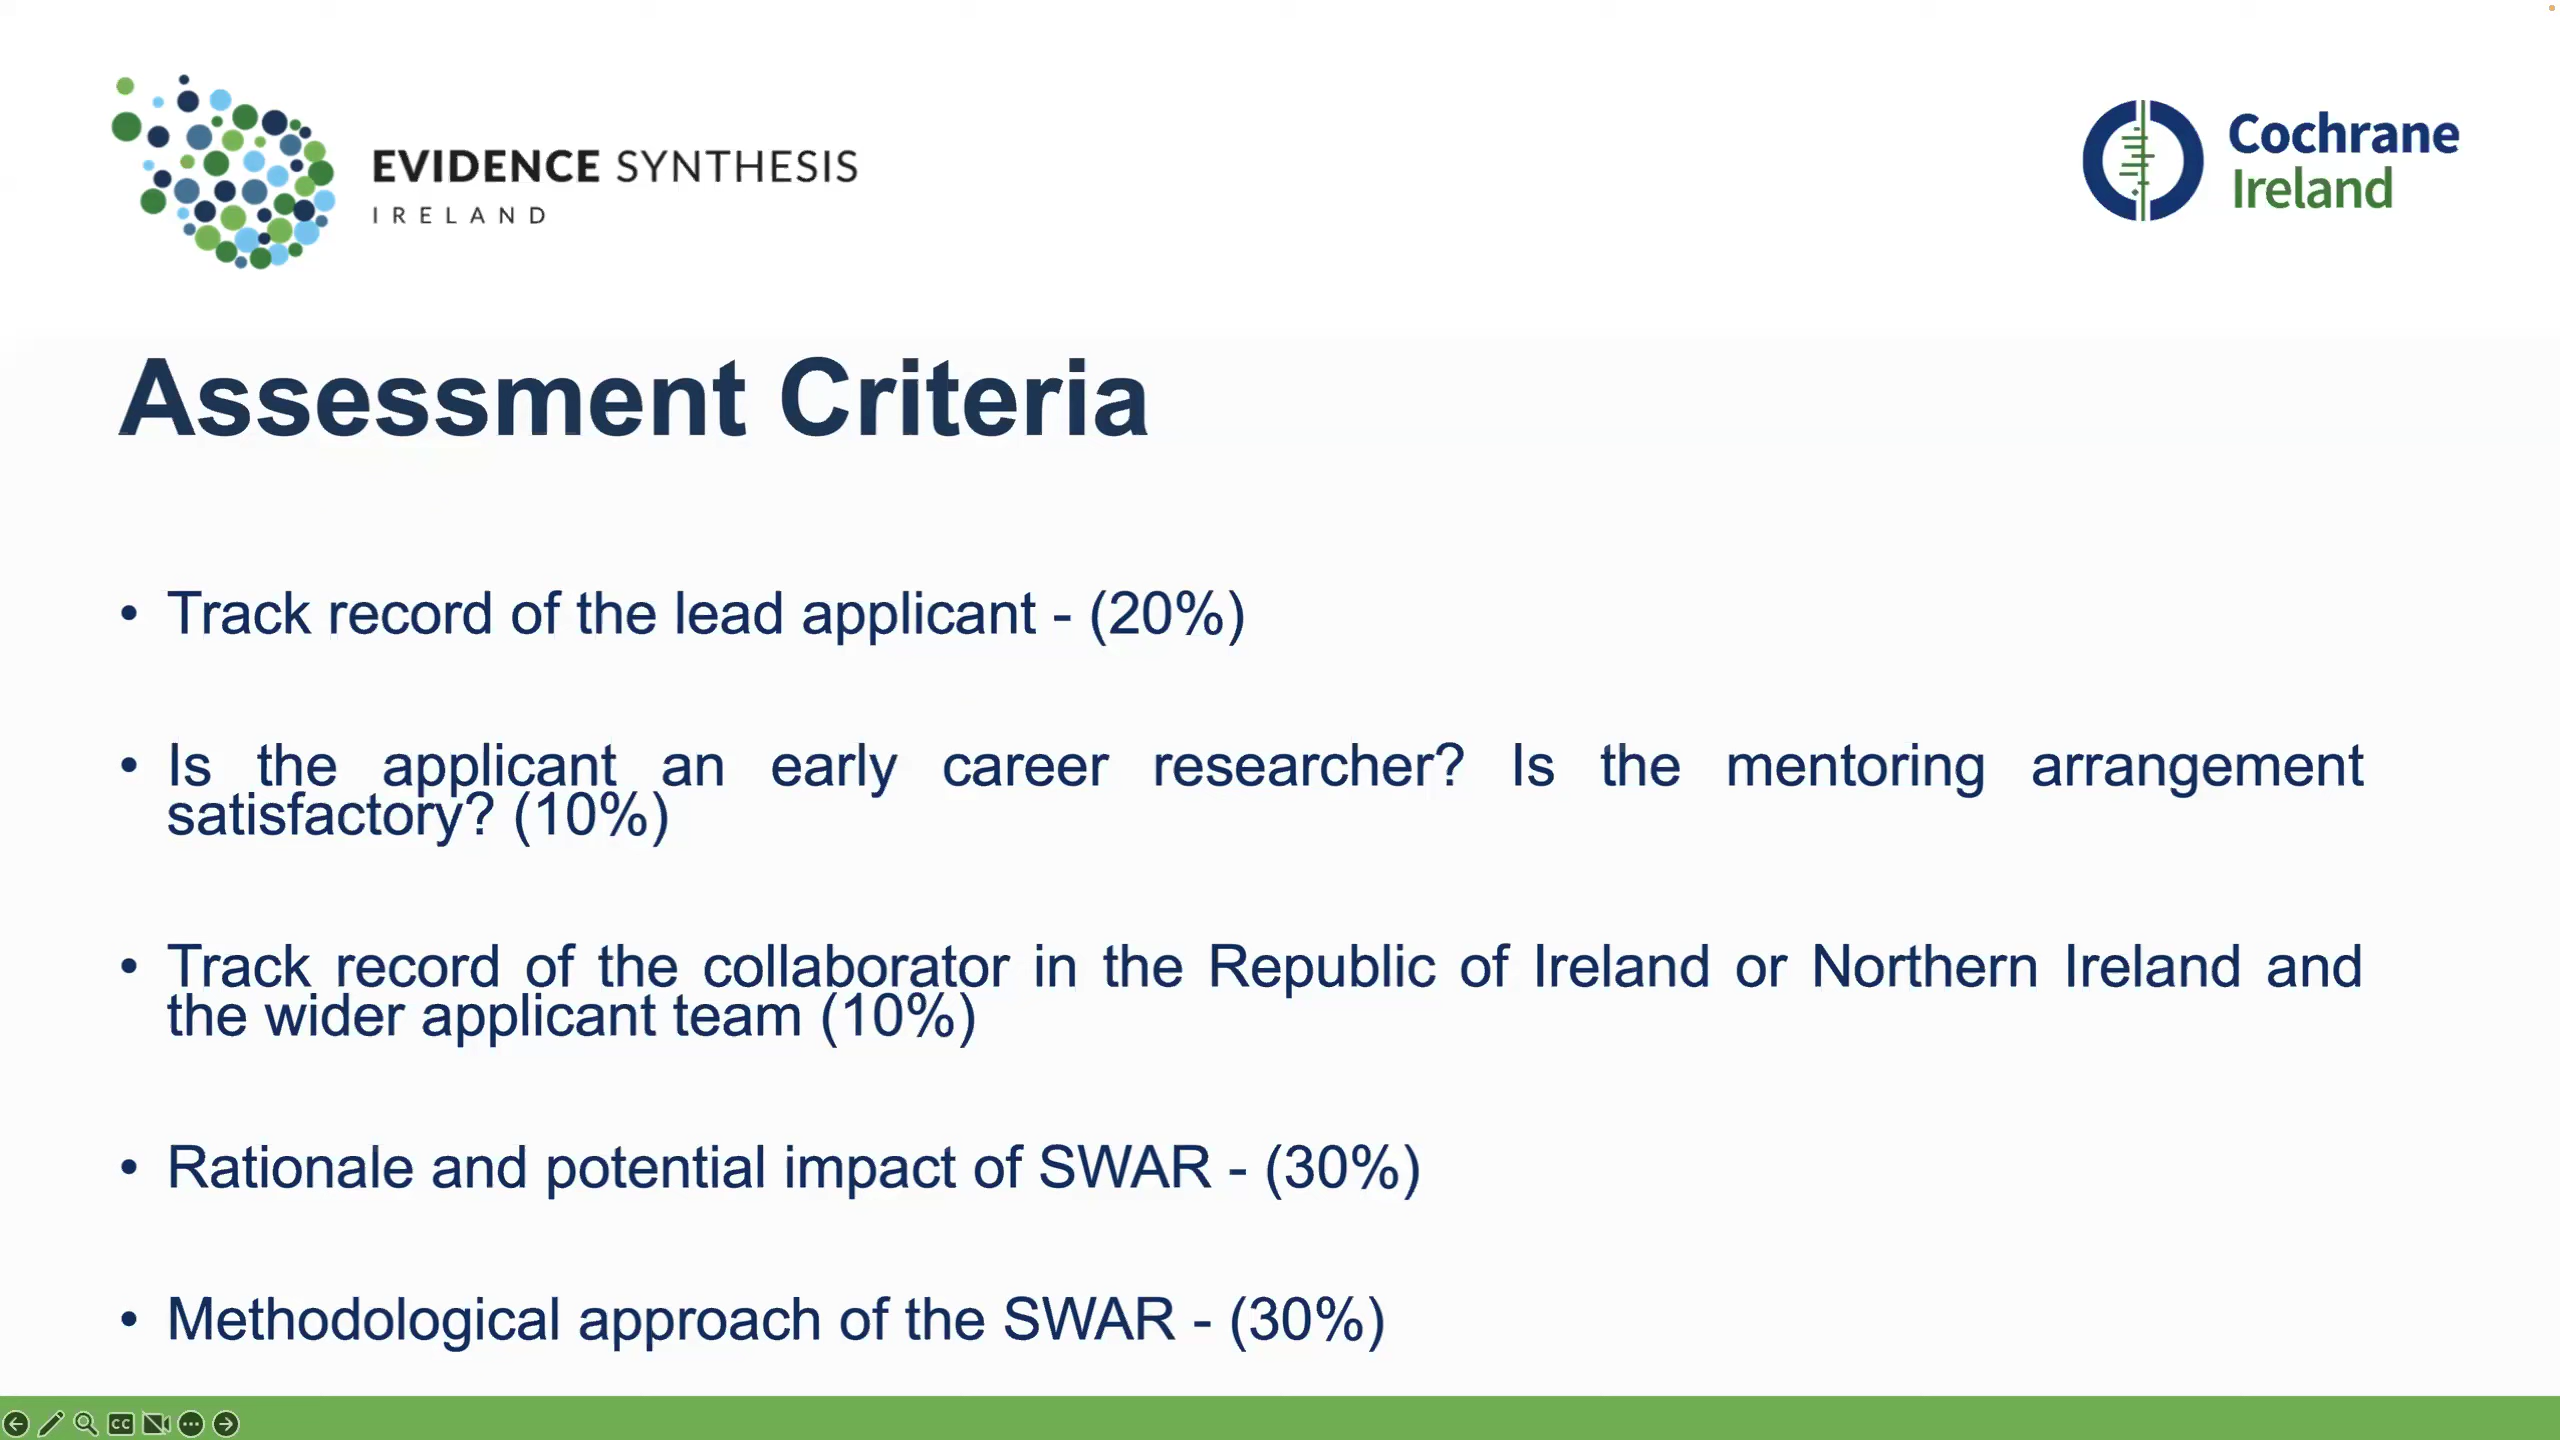 EVIDENCE SYNTHESIS
IRELAND
Cochrane
Ireland
Assessment Criteria
• Track record of the lead applicant - (20%)
• Is the applicant an early career researcher? Is the mentoring arrangement
satisfactory? (10%)
• Track record of the collaborator in the Republic of Ireland or Northern Ireland and
the wider applicant team (10%)
• Rationale and potential impact of SWAR - (30%)
• Methodological approach of the SWAR - (30%)
CC